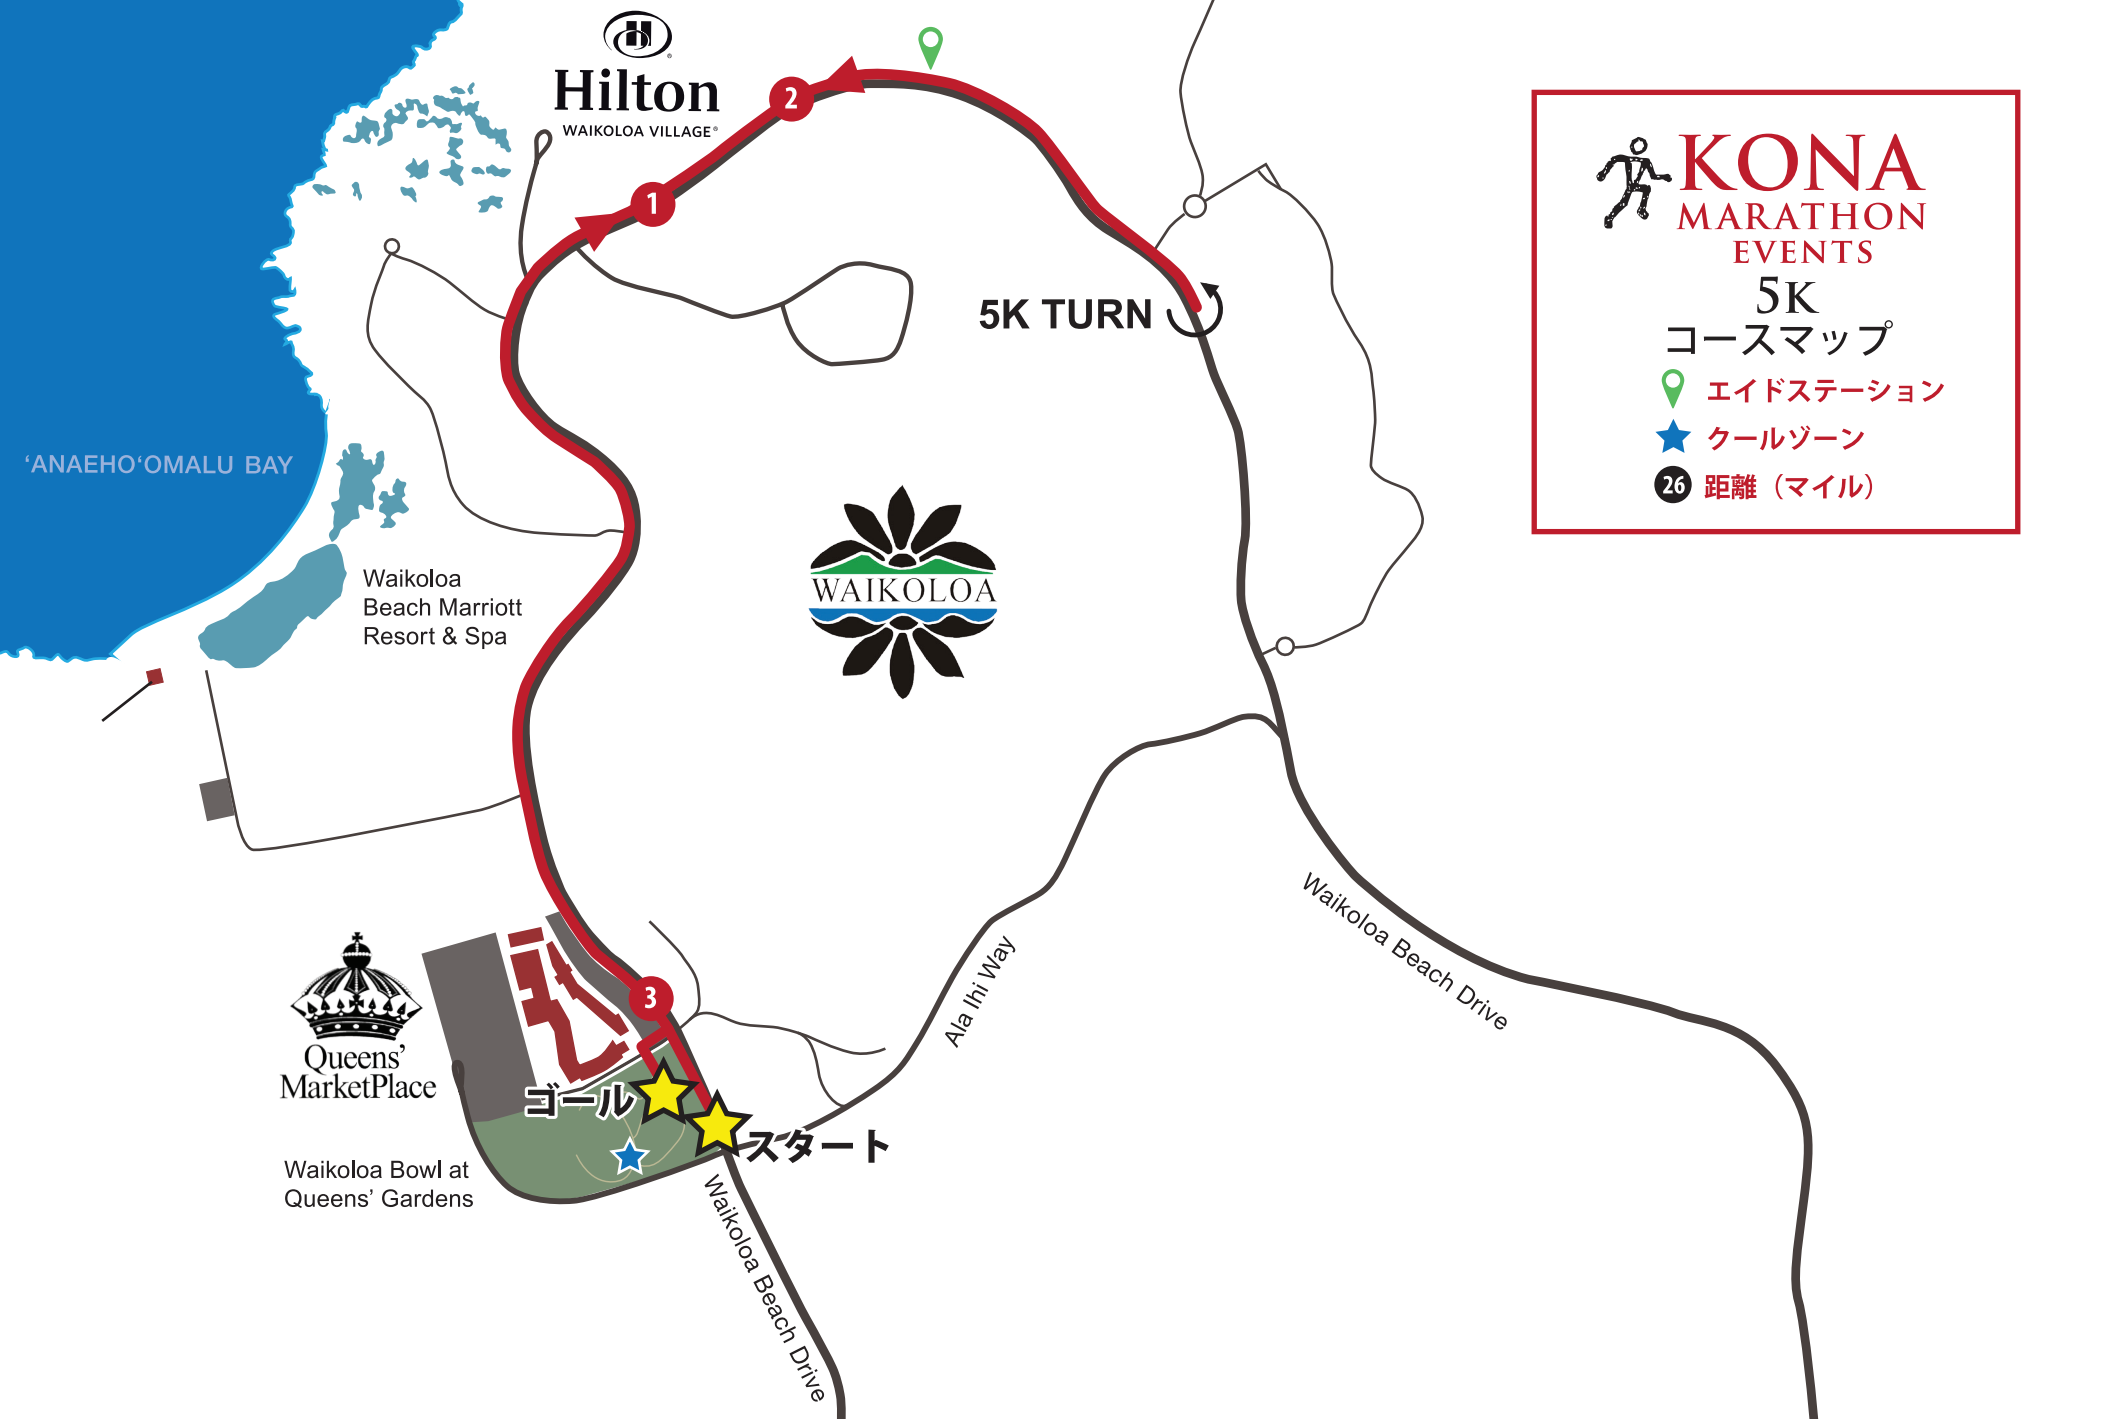 Hilton
WAIKOLOA VILLAGE®
2
1
KONA
MARATHON
EVENTS
5K
コースマップ
エイドステーション
クールゾーン
26 距離（マイル）
5K TURN
ʻANAEHOʻOMALU BAY
Waikoloa
Beach Marriott
Resort & Spa
WAIKOLOA
Waikoloa Beach Drive
Ala Ihi Way
3
Queens’
MarketPlace
ゴール
スタート
Waikoloa Bowl at
Queens’ Gardens
Waikoloa Beach Drive